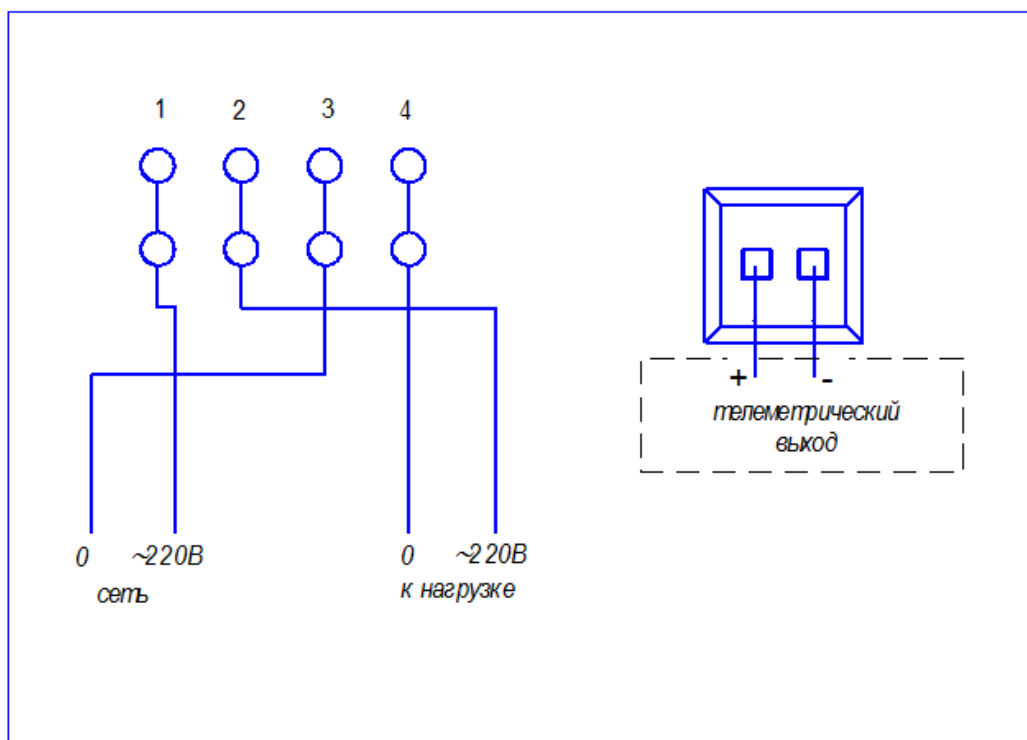 1 2 3 4
+ -
телеметрический
выход
0 ~220В 0 ~220В
сеть к нагрузке